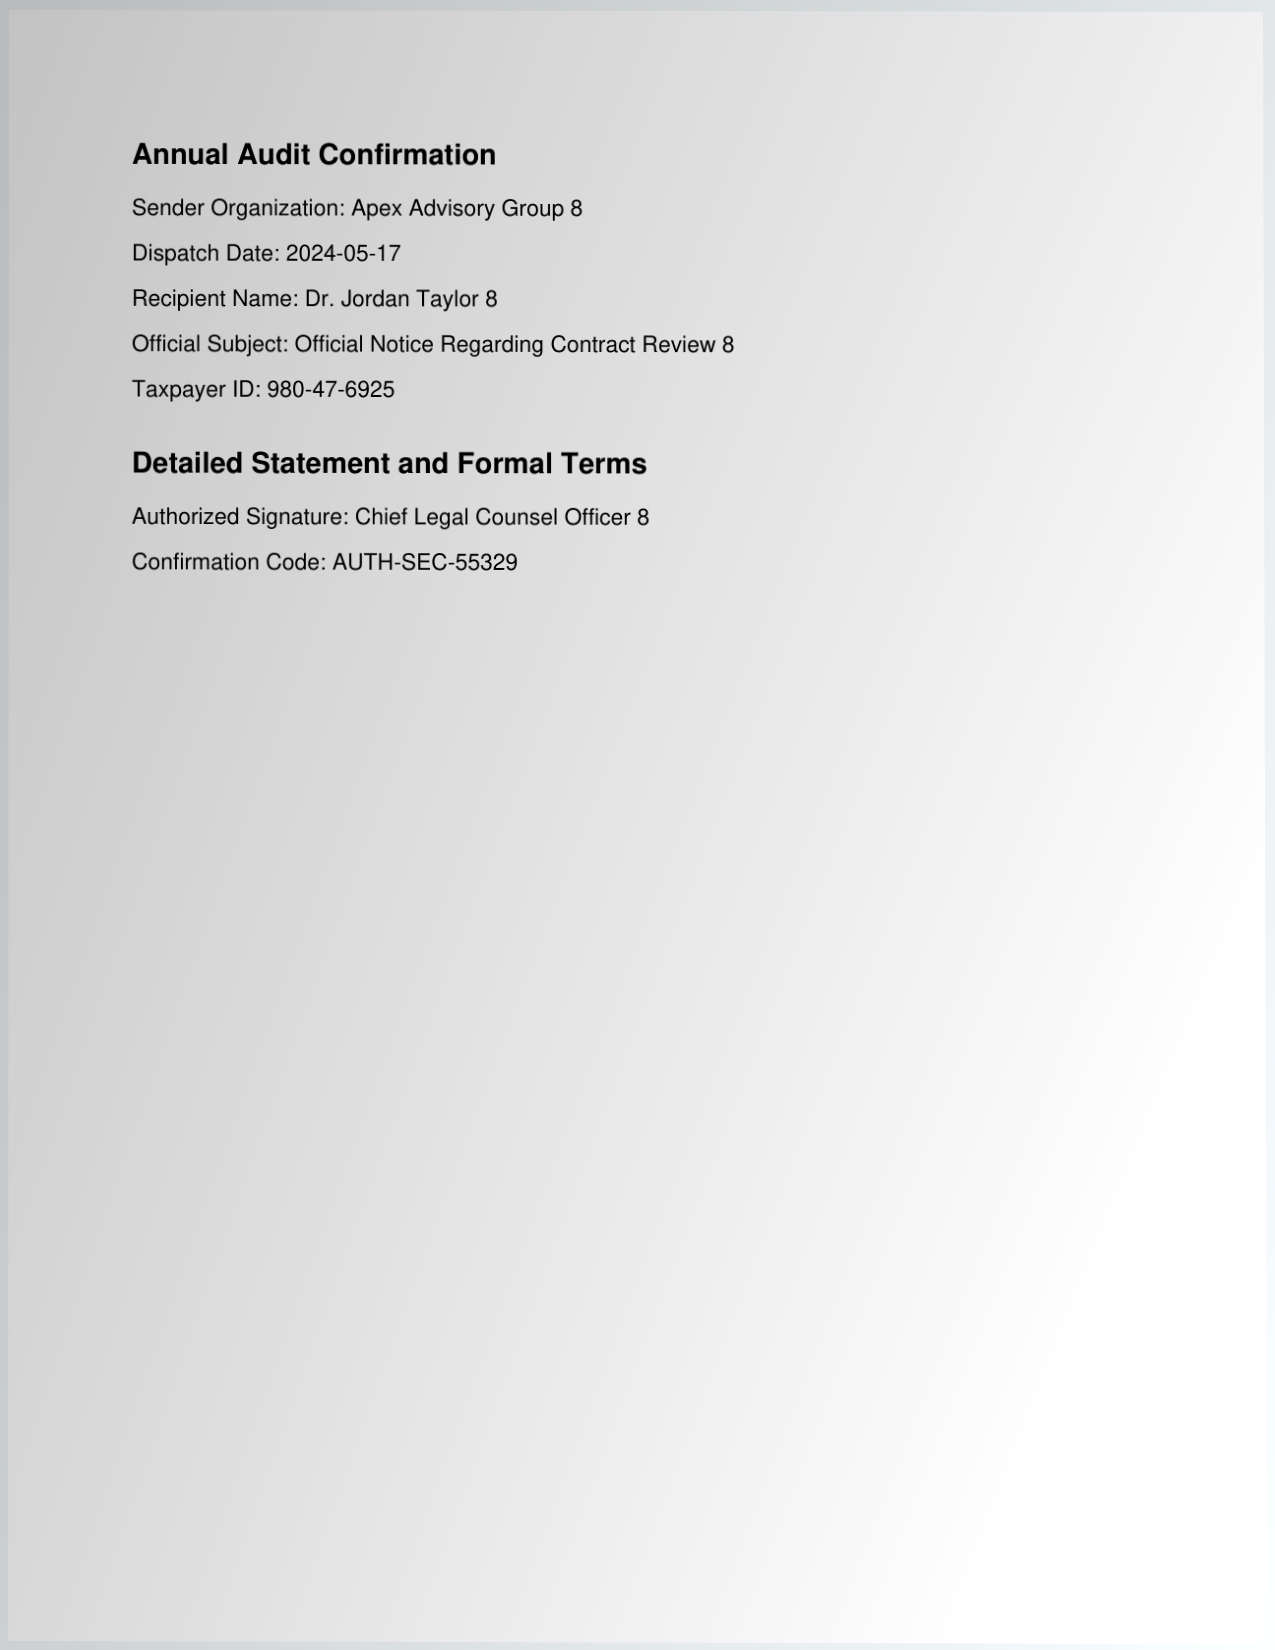 Annual Audit Confirmation
Sender Organization: Apex Advisory Group 8
Dispatch Date: 2024-05-17
Recipient Name: Dr. Jordan Taylor 8
Official Subject: Official Notice Regarding Contract Review 8
Taxpayer ID: 980-47-6925
Detailed Statement and Formal Terms
Authorized Signature: Chief Legal Counsel Officer 8
Confirmation Code: AUTH-SEC-55329